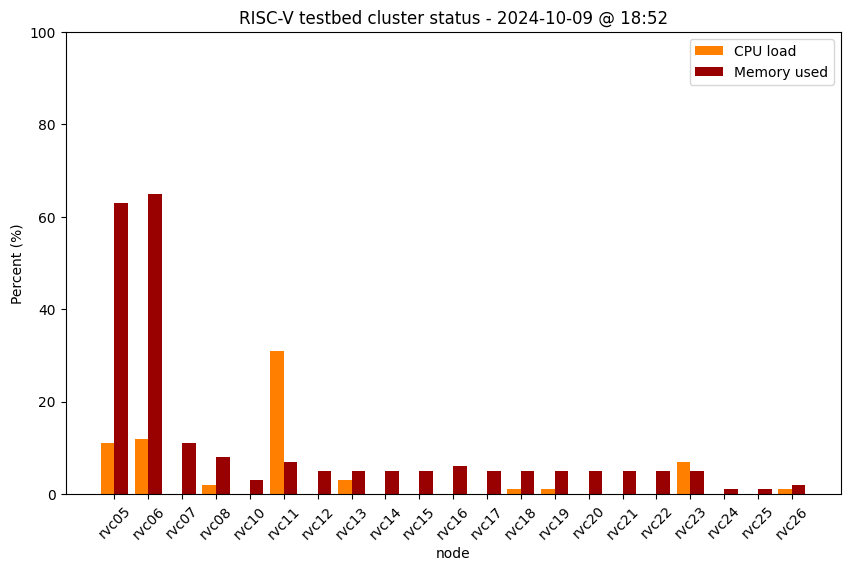 RISC-V testbed cluster status - 2024-10-09 @ 18:52
CPU load
Memory used
Percent (%)
100
80
60
40
20
0
rvc05 rvc06 rvc07 rvc08 rvc10 rvc11 rvc12 rvc13 rvc14 rvc15 rvc16 rvc17 rvc18 rvc19 rvc20 rvc21 rvc22 rvc23 rvc24 rvc25 rvc26
node